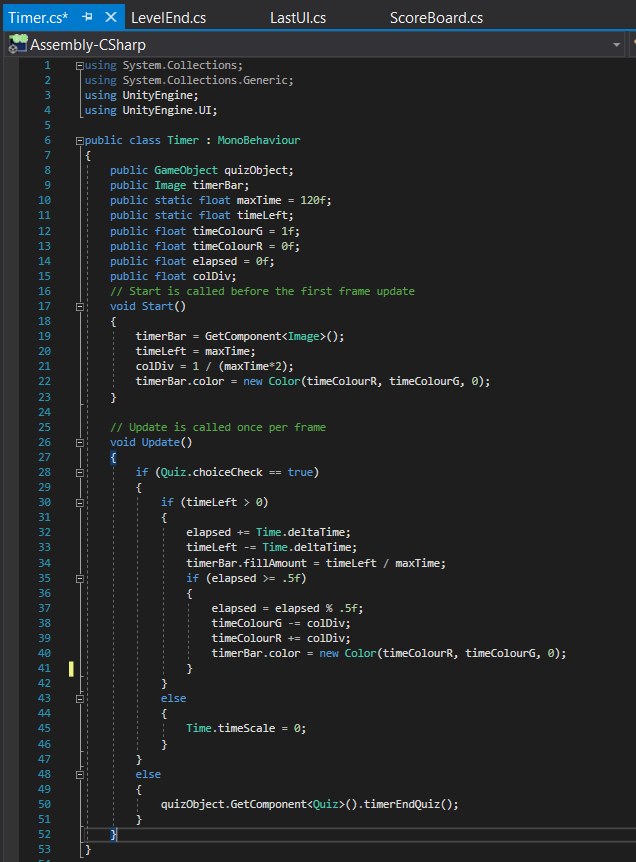 Timer.cs* LevelEnd.cs LastUI.cs ScoreBoard.cs
Assembly-CSharp
1 using System.Collections;
2 using System.Collections.Generic;
3 using UnityEngine;
4 using UnityEngine.UI;
5
6 public class Timer : MonoBehaviour
7 {
8 public GameObject quizObject;
9 public Image timerBar;
10 public static float maxTime = 120f;
11 public static float timeLeft;
12 public float timeColourG = 1f;
13 public float timeColourR = 0f;
14 public float elapsed = 0f;
15 public float colDiv;
16 // Start is called before the first frame update
17 void Start()
18 {
19 timerBar = GetComponent<Image>();
20 timeLeft = maxTime;
21 colDiv = 1 / (maxTime*2);
22 timerBar.color = new Color(timeColourR, timeColourG, 0);
23 }
24
25 // Update is called once per frame
26 void Update()
27 {
28 if (Quiz.choiceCheck == true)
29 {
30 if (timeLeft > 0)
31 {
32 elapsed += Time.deltaTime;
33 timeLeft -= Time.deltaTime;
34 timerBar.fillAmount = timeLeft / maxTime;
35 if (elapsed >= .5f)
36 {
37 elapsed = elapsed % .5f;
38 timeColourG -= colDiv;
39 timeColourR += colDiv;
40 timerBar.color = new Color(timeColourR, timeColourG, 0);
41 }
42 }
43 else
44 {
45 Time.timeScale = 0;
46 }
47 }
48 else
49 {
50 quizObject.GetComponent<Quiz>().timerEndQuiz();
51 }
52 }
53 }